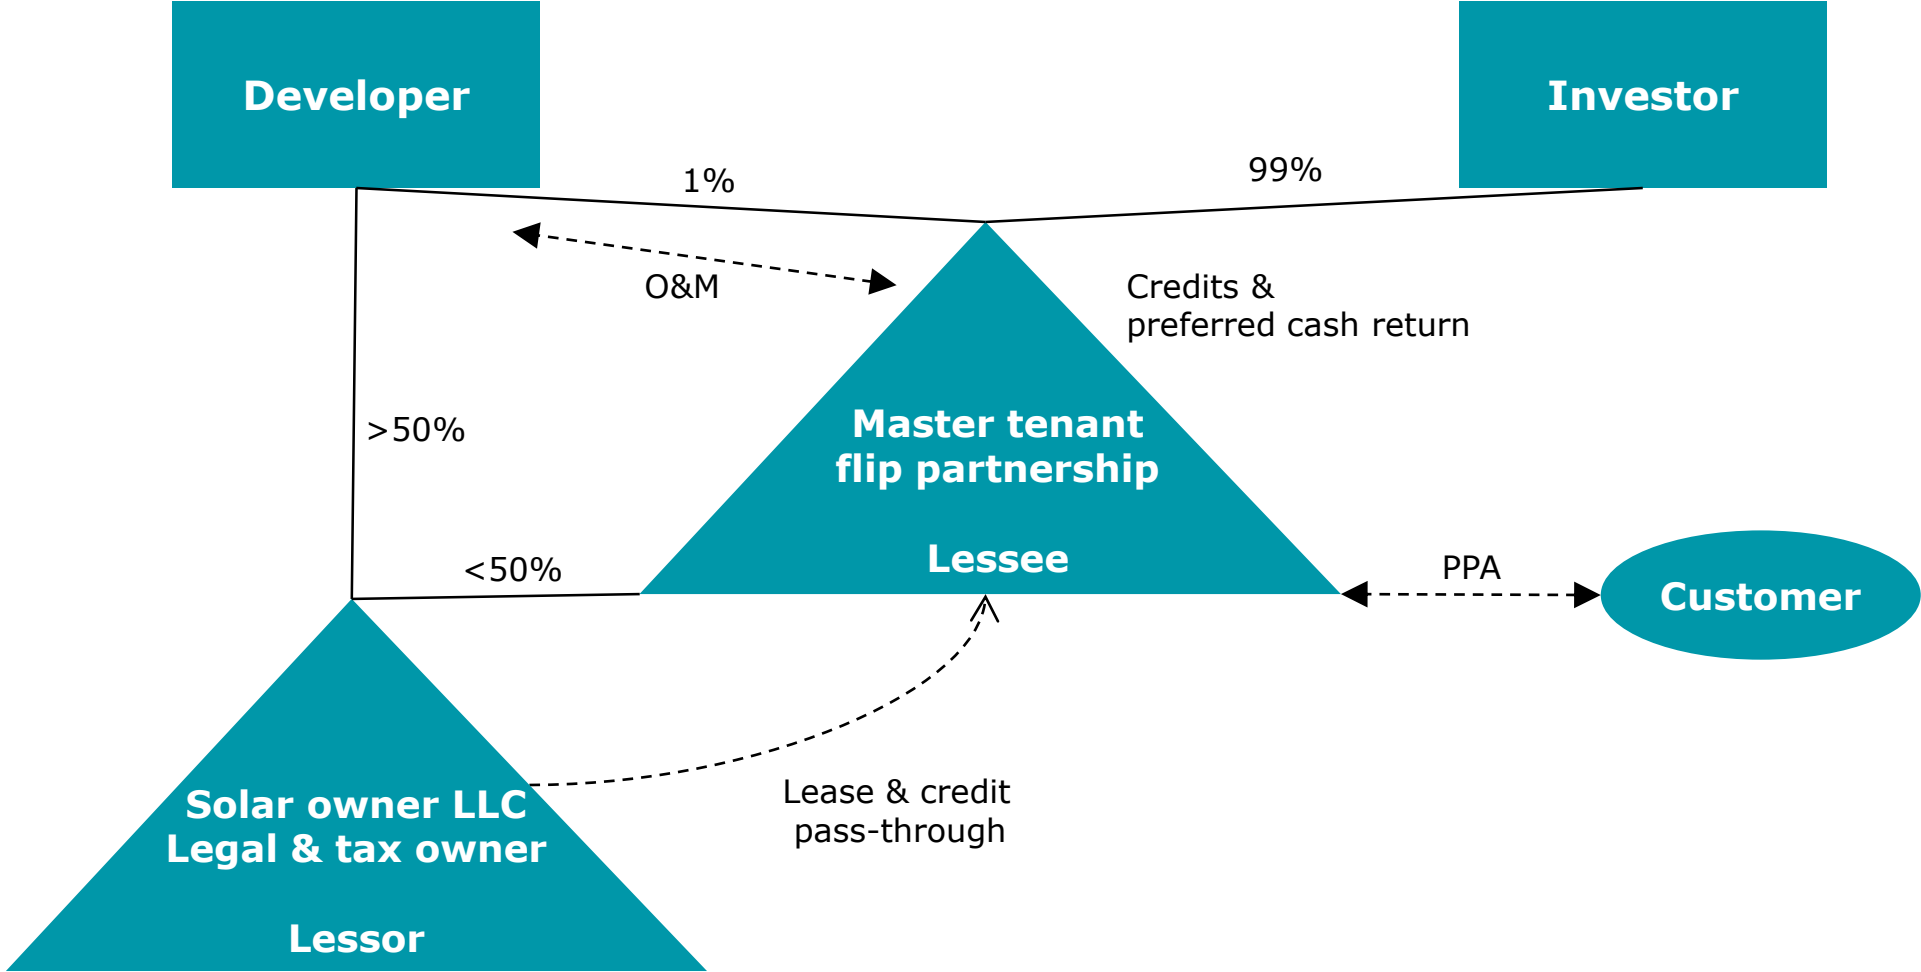 Developer
Investor
1%
99%
O&M
Credits &
preferred cash return
>50%
Master tenant
flip partnership
Lessee
<50%
PPA
Customer
Lease & credit
pass-through
Solar owner LLC
Legal & tax owner
Lessor